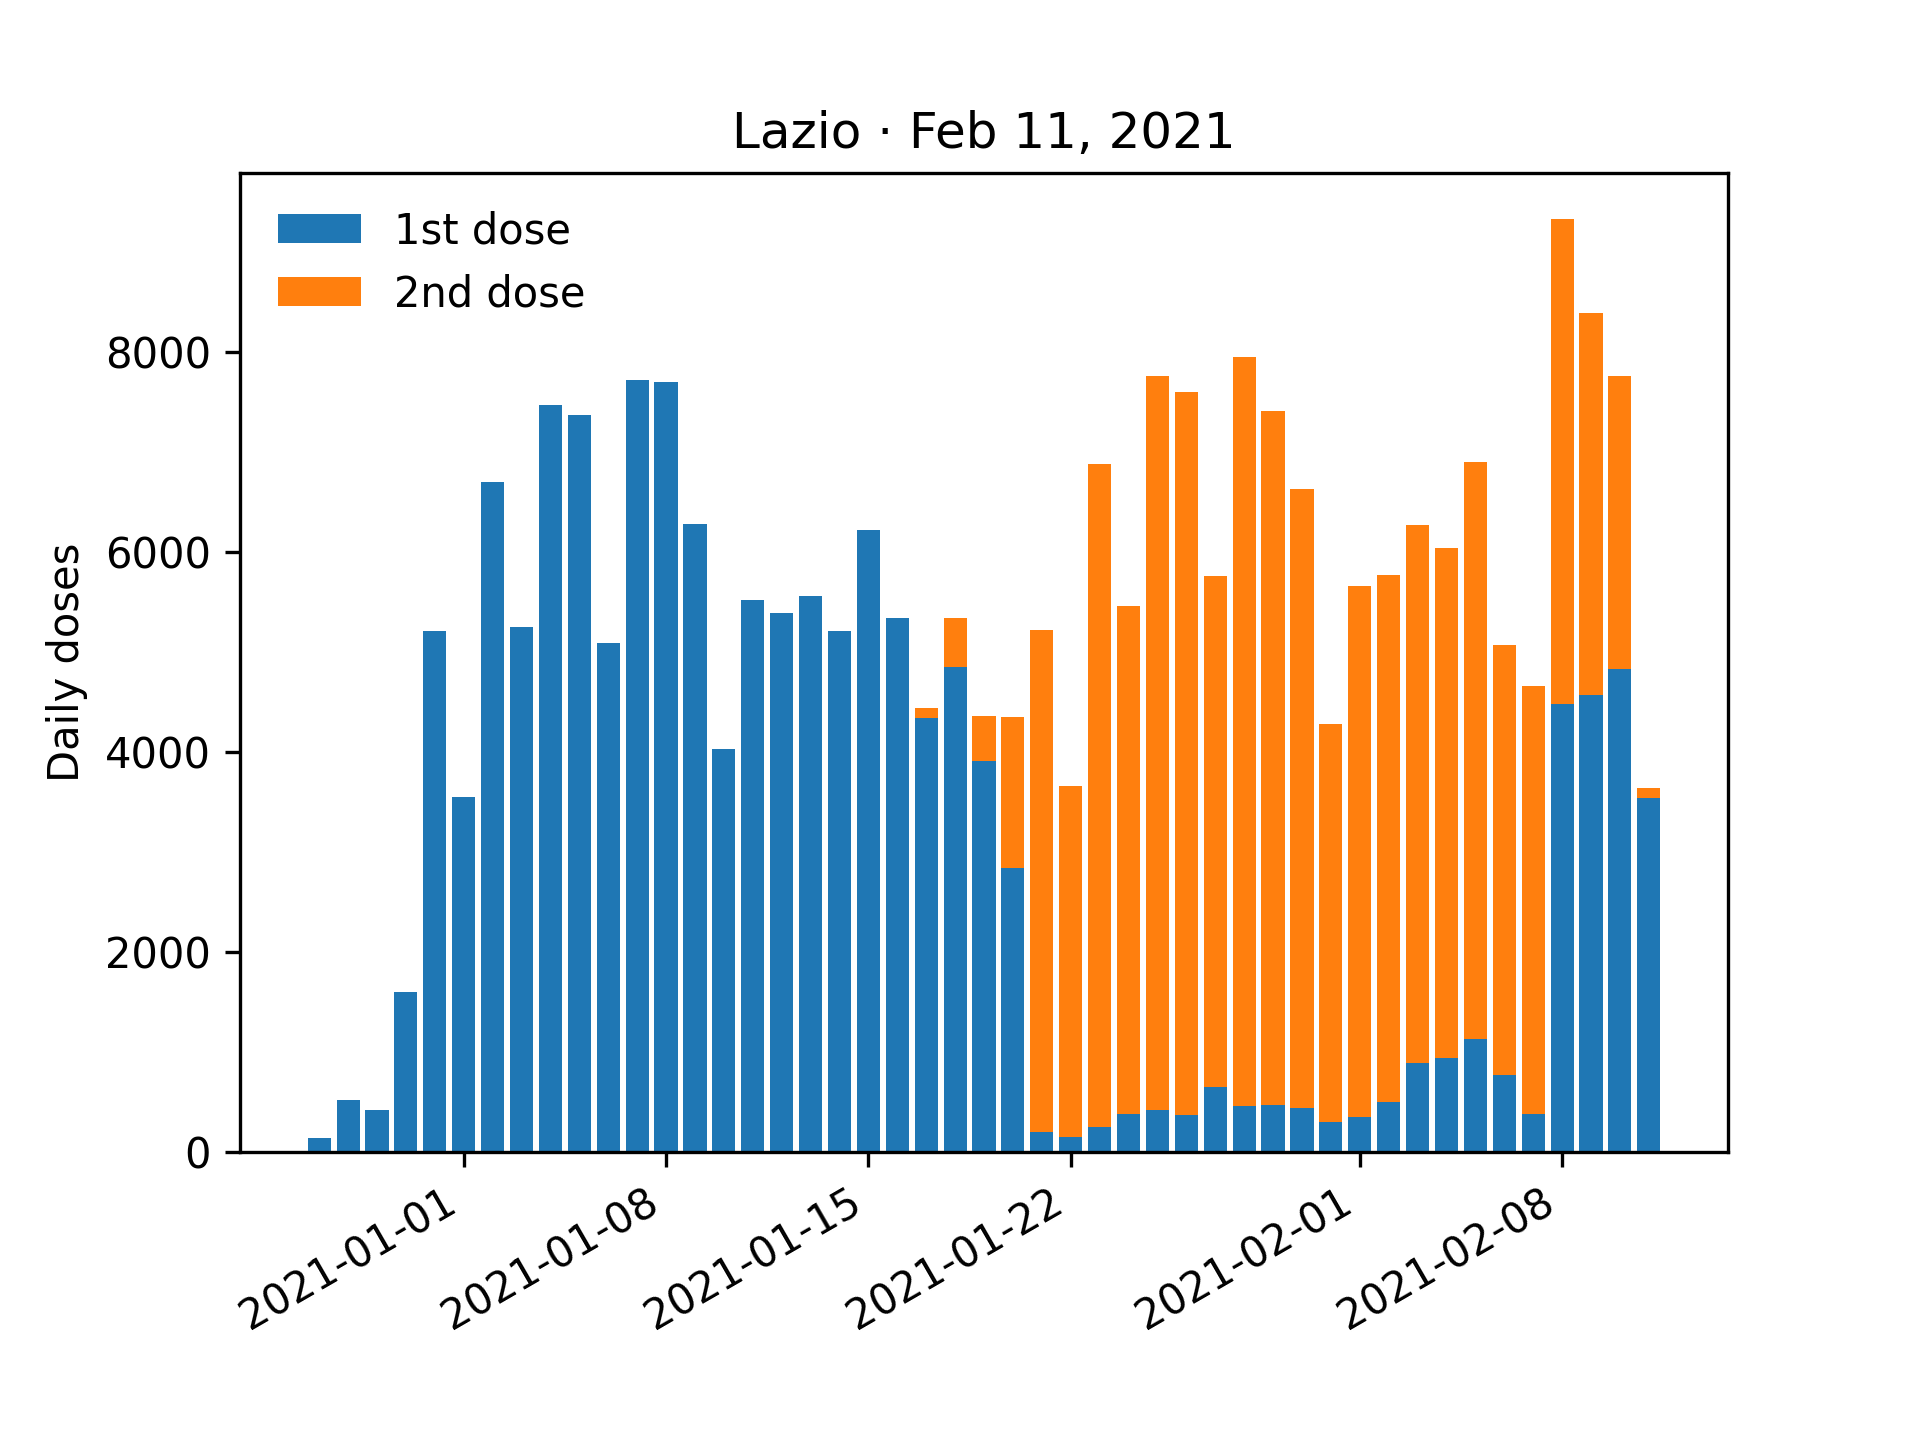 Lazio · Feb 11, 2021
1st dose
2nd dose
Daily doses
8000
6000
4000
2000
0
2021-01-01
2021-01-08
2021-01-15
2021-01-22
2021-02-01
2021-02-08